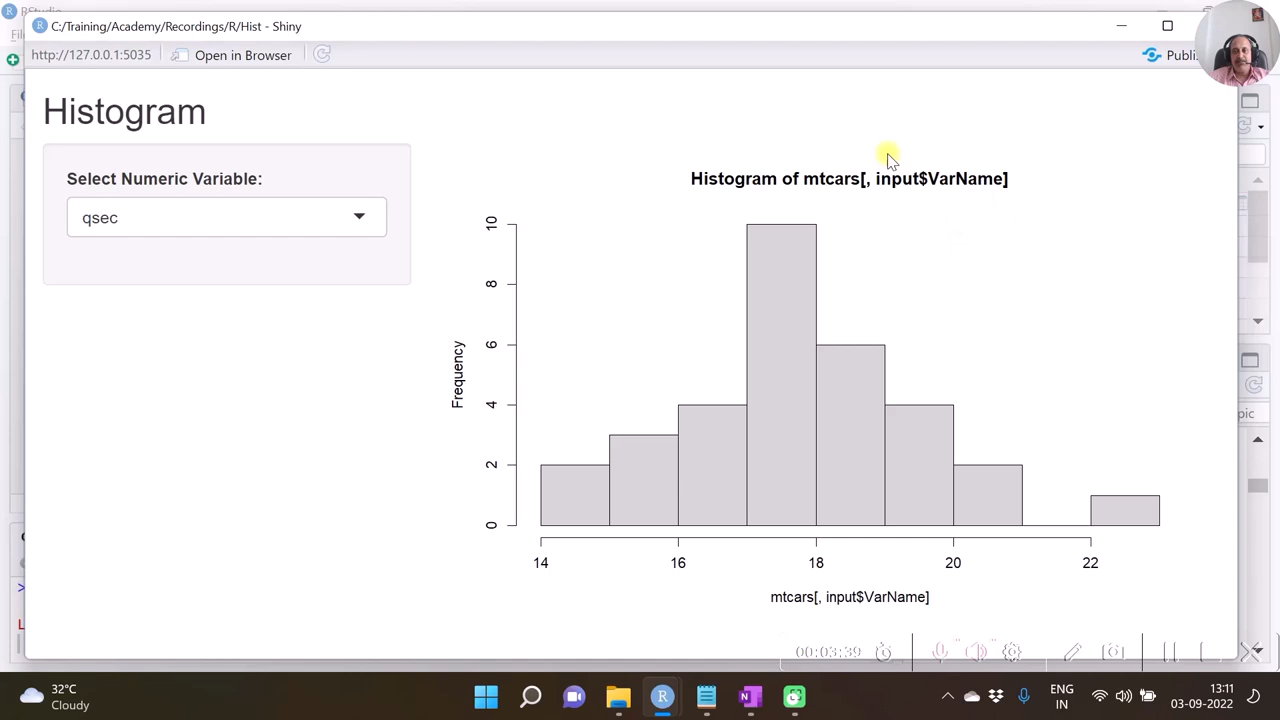 RStudio
C:/Training/Academy/Recordings/R/Hist - Shiny
http://127.0.0.1:5035
Open in Browser
Publi
Histogram
Select Numeric Variable:
qsec
Histogram of mtcars[, input$VarName]
10
8
6
4
2
0
Frequency
14
16
18
20
22
mtcars[, input$VarName]
pic
>
00:03:39
32°C
Cloudy
ENG
IN
13:11
03-09-2022